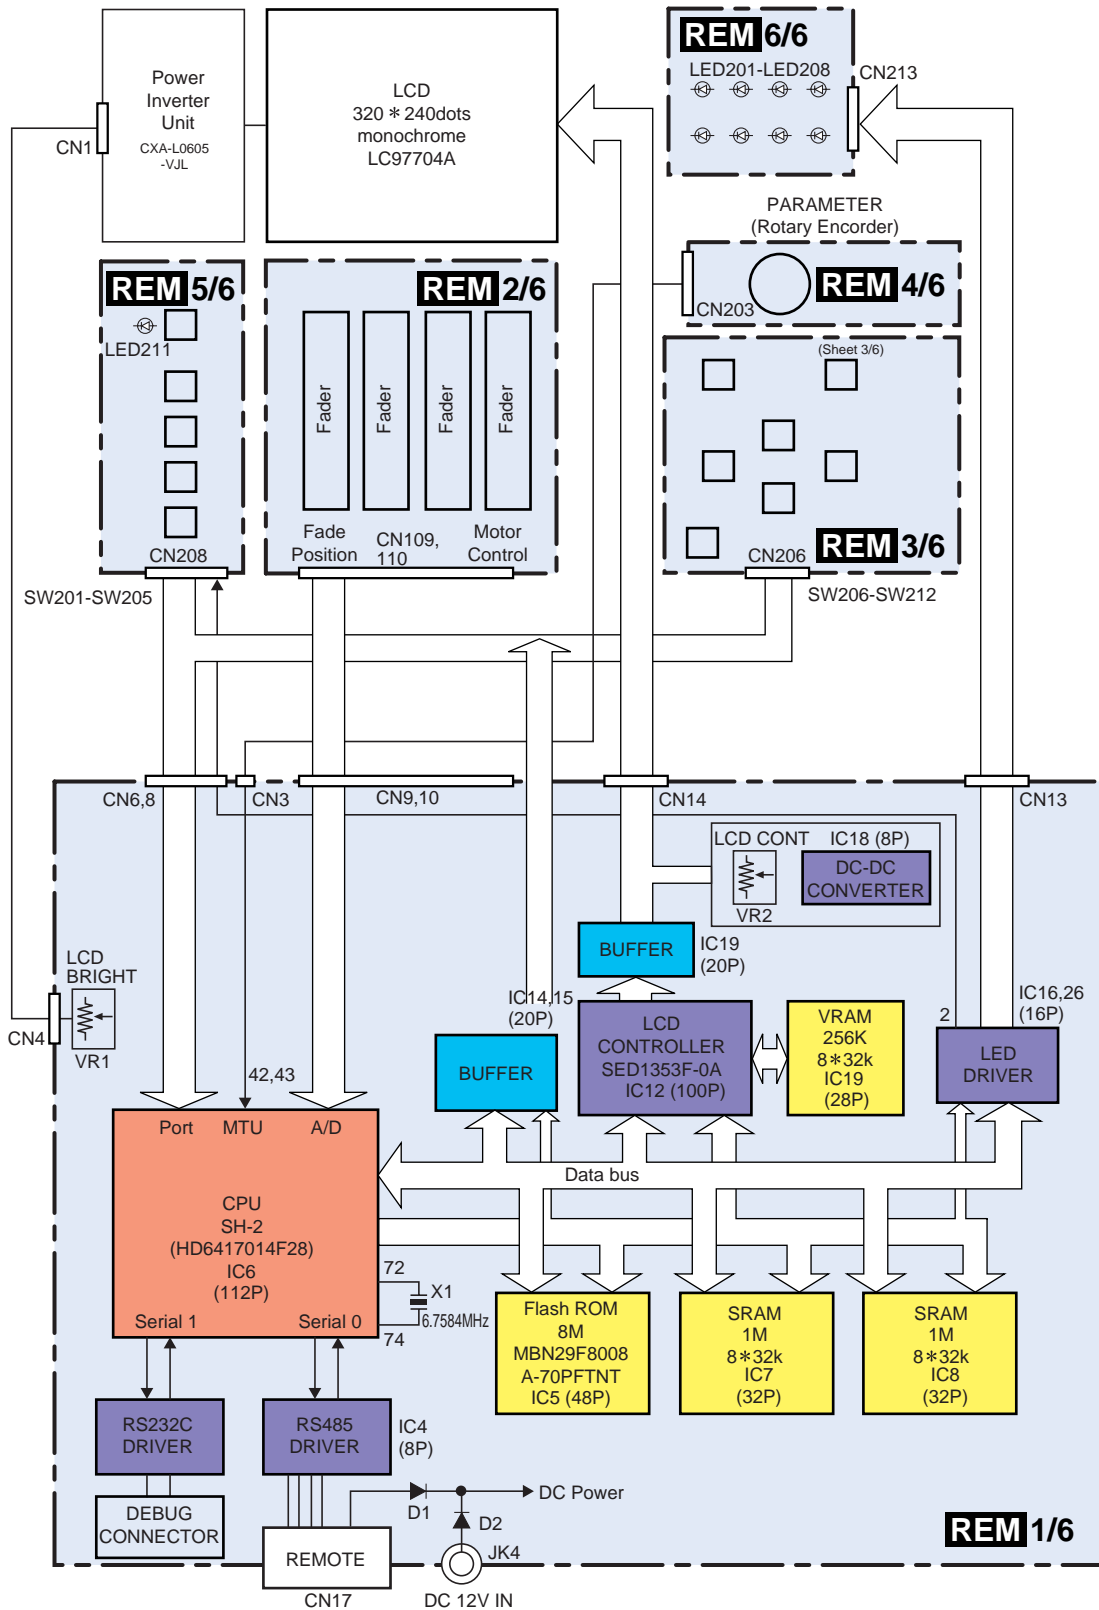 REM 6/6
LED201-LED208
CN213
Power
Inverter
Unit
CXA-L0605
-VJL
CN1
LCD
320 * 240dots
monochrome
LC97704A
PARAMETER
(Rotary Encorder)
REM 4/6
CN203
REM 5/6
LED211
CN208
SW201-SW205
REM 2/6
Fader
Fader
Fader
Fader
Fade
Position
CN109,
110
Motor
Control
(Sheet 3/6)
REM 3/6
CN206
SW206-SW212
CN6,8
CN3
CN9,10
CN14
CN13
LCD CONT
VR2
IC18 (8P)
DC-DC
CONVERTER
BUFFER
IC19
(20P)
LCD
BRIGHT
VR1
CN4
IC14,15
(20P)
BUFFER
LCD
CONTROLLER
SED1353F-0A
IC12 (100P)
VRAM
256K
8*32k
IC19
(28P)
2
IC16,26
(16P)
LED
DRIVER
42,43
Port
MTU
A/D
Data bus
CPU
SH-2
(HD6417014F28)
IC6
(112P)
Serial 1
Serial 0
72
X1
6.7584MHz
74
Flash ROM
8M
MBN29F8008
A-70PFTNT
IC5 (48P)
SRAM
1M
8*32k
IC7
(32P)
SRAM
1M
8*32k
IC8
(32P)
RS232C
DRIVER
RS485
DRIVER
IC4
(8P)
DEBUG
CONNECTOR
REMOTE
CN17
D1
D2
DC Power
JK4
DC 12V IN
REM 1/6